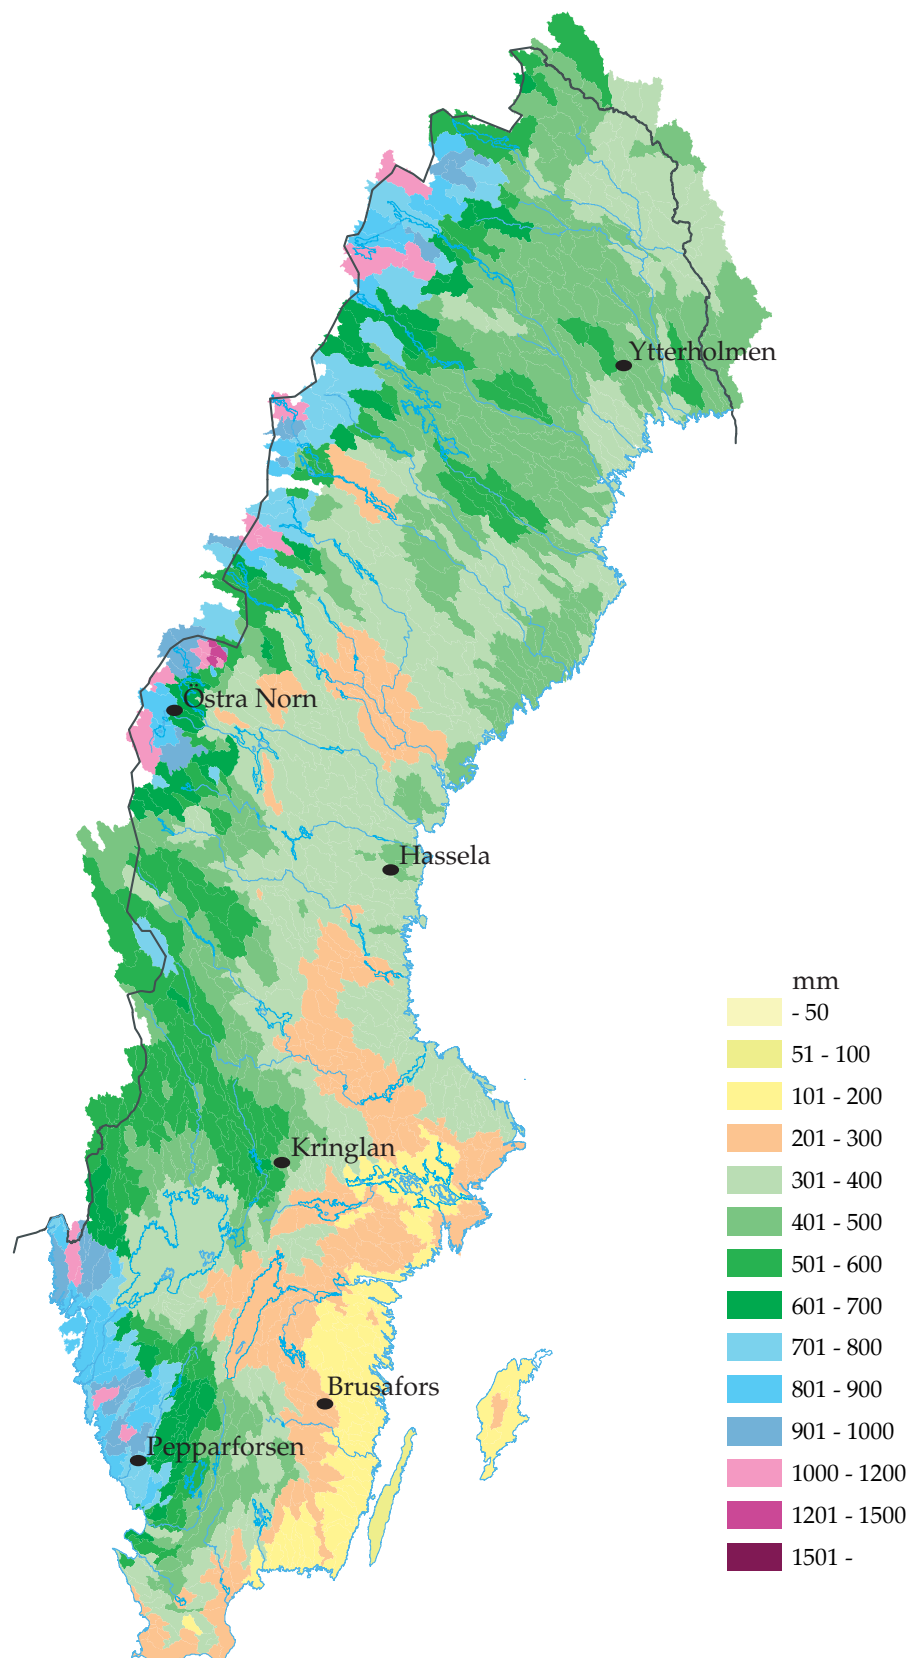 Ytterholmen
Östra Norn
Hassela
mm
- 50
51 - 100
101 - 200
201 - 300
301 - 400
401 - 500
501 - 600
601 - 700
701 - 800
801 - 900
901 - 1000
1000 - 1200
1201 - 1500
1501 -
Kringlan
Brusafors
Pepparforsen